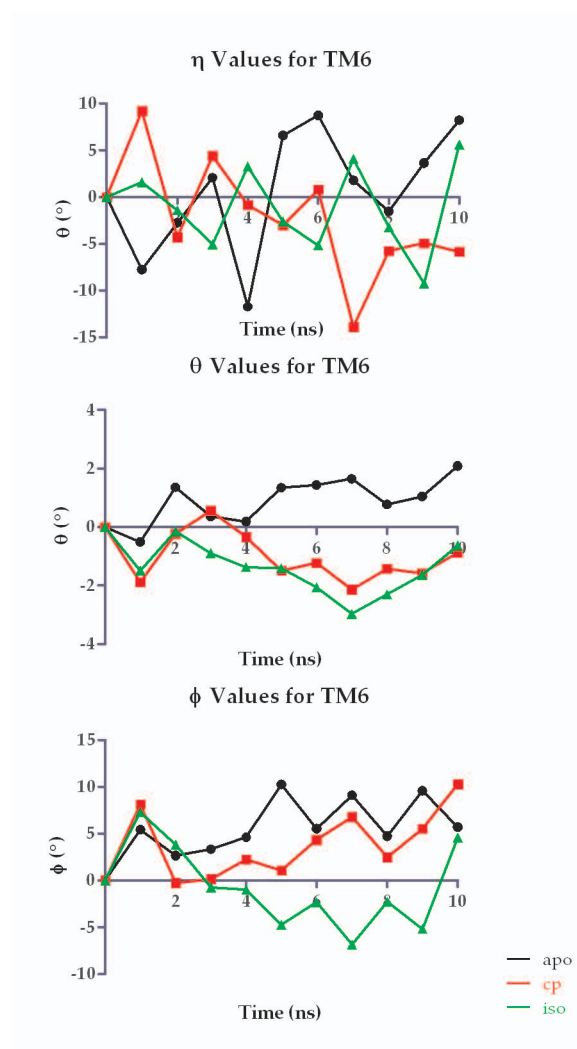 η Values for TM6
10
5
0
-5
-10
-15
θ (°)
2 4 6 8 10
Time (ns)
θ Values for TM6
4
2
0
-2
-4
θ (°)
2 4 6 8 10
Time (ns)
ϕ Values for TM6
15
10
5
0
-5
-10
ϕ (°)
2 4 6 8 10
Time (ns)
apo
cp
iso